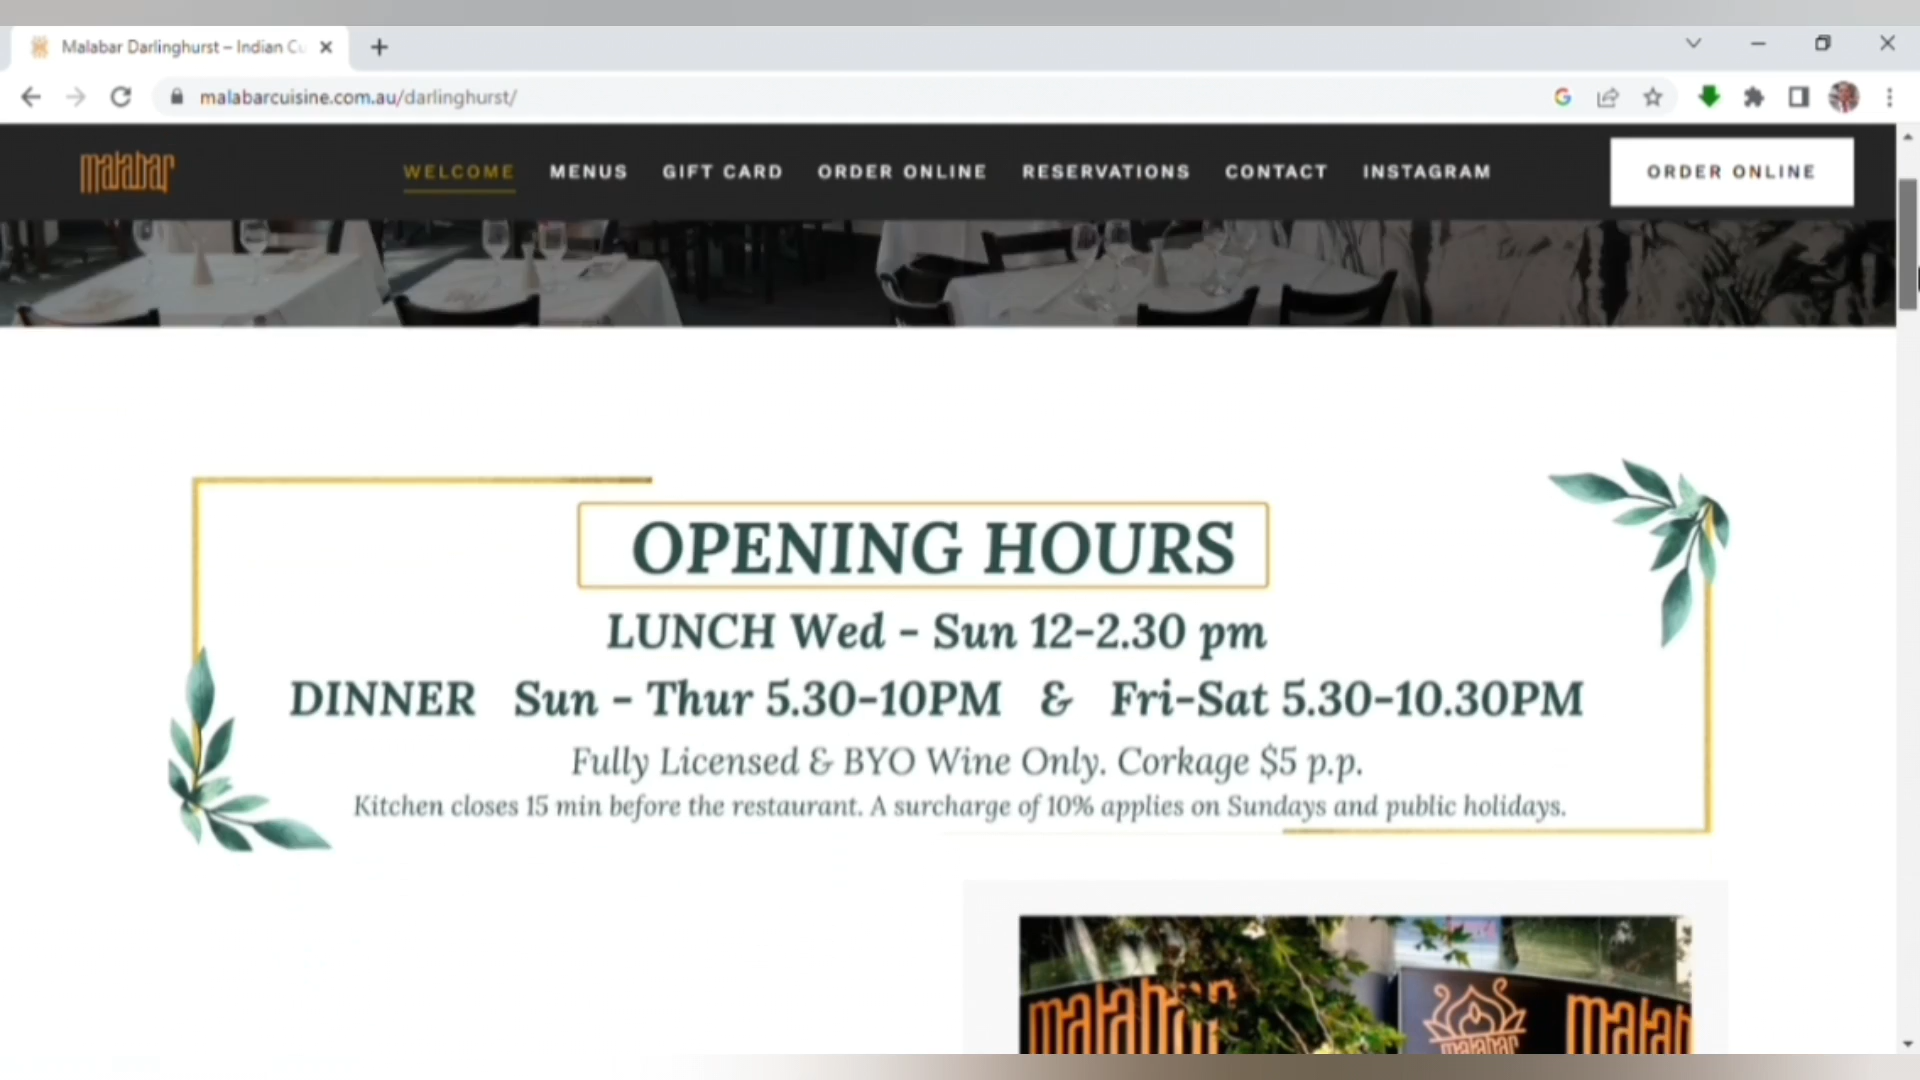 Malabar Darlinghurst – Indian Cu
malabarcuisine.com.au/darlinghurst/
malabar
WELCOME MENUS GIFT CARD ORDER ONLINE RESERVATIONS CONTACT INSTAGRAM
ORDER ONLINE
OPENING HOURS
LUNCH Wed - Sun 12-2.30 pm
DINNER Sun - Thur 5.30-10PM & Fri-Sat 5.30-10.30PM
Fully Licensed & BYO Wine Only. Corkage $5 p.p.
Kitchen closes 15 min before the restaurant. A surcharge of 10% applies on Sundays and public holidays.
malabar
malabar
malab